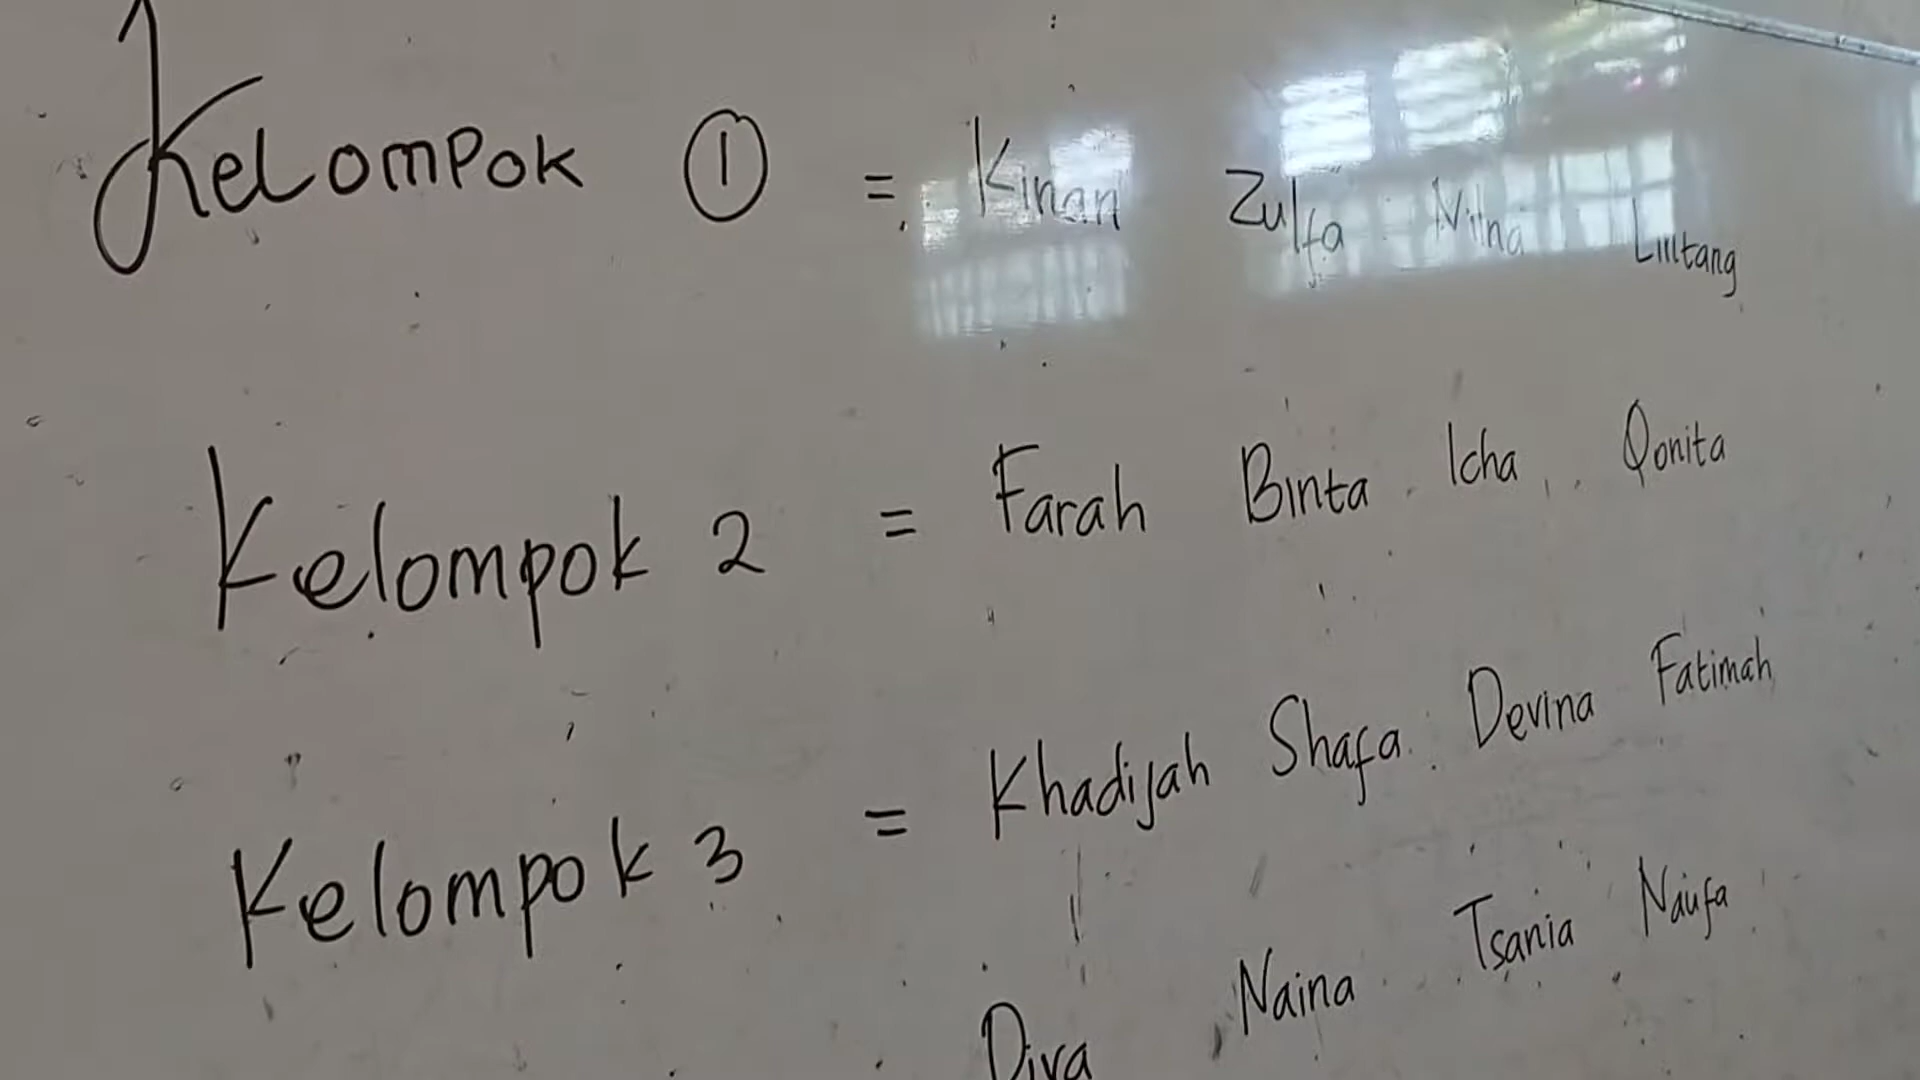 KeLomPok 1 = Kinan Zulfa Nilna Lintang
Kelompok 2 = Farah Binta Icha Qonita
Kelompok 3 = Khadijah Shafa Devina Fatimah
Diva Naina Tsania Naufa